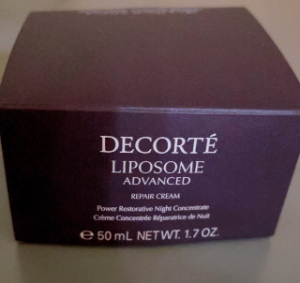 DECORTÉ
LIPOSOME
ADVANCED
REPAIR CREAM
Power Restorative Night Concentrate
Crème Concentrée Réparatrice de Nuit
℮ 50 mL NET WT. 1.7 OZ.